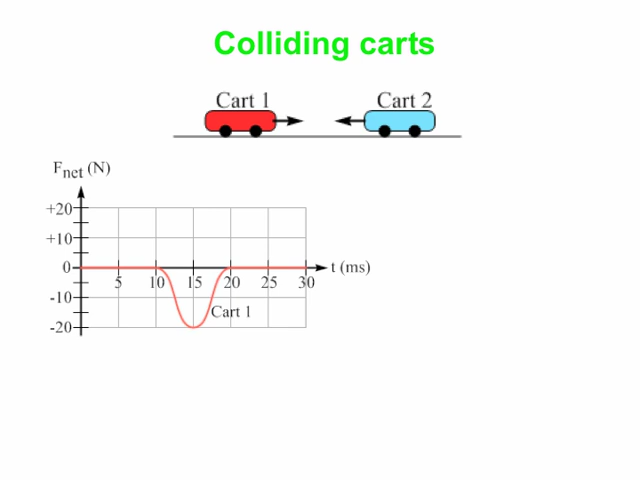 Colliding carts
Cart 1 Cart 2
Fnet (N)
+20
+10
0 t (ms)
5 10 15 20 25 30
-10
Cart 1
-20